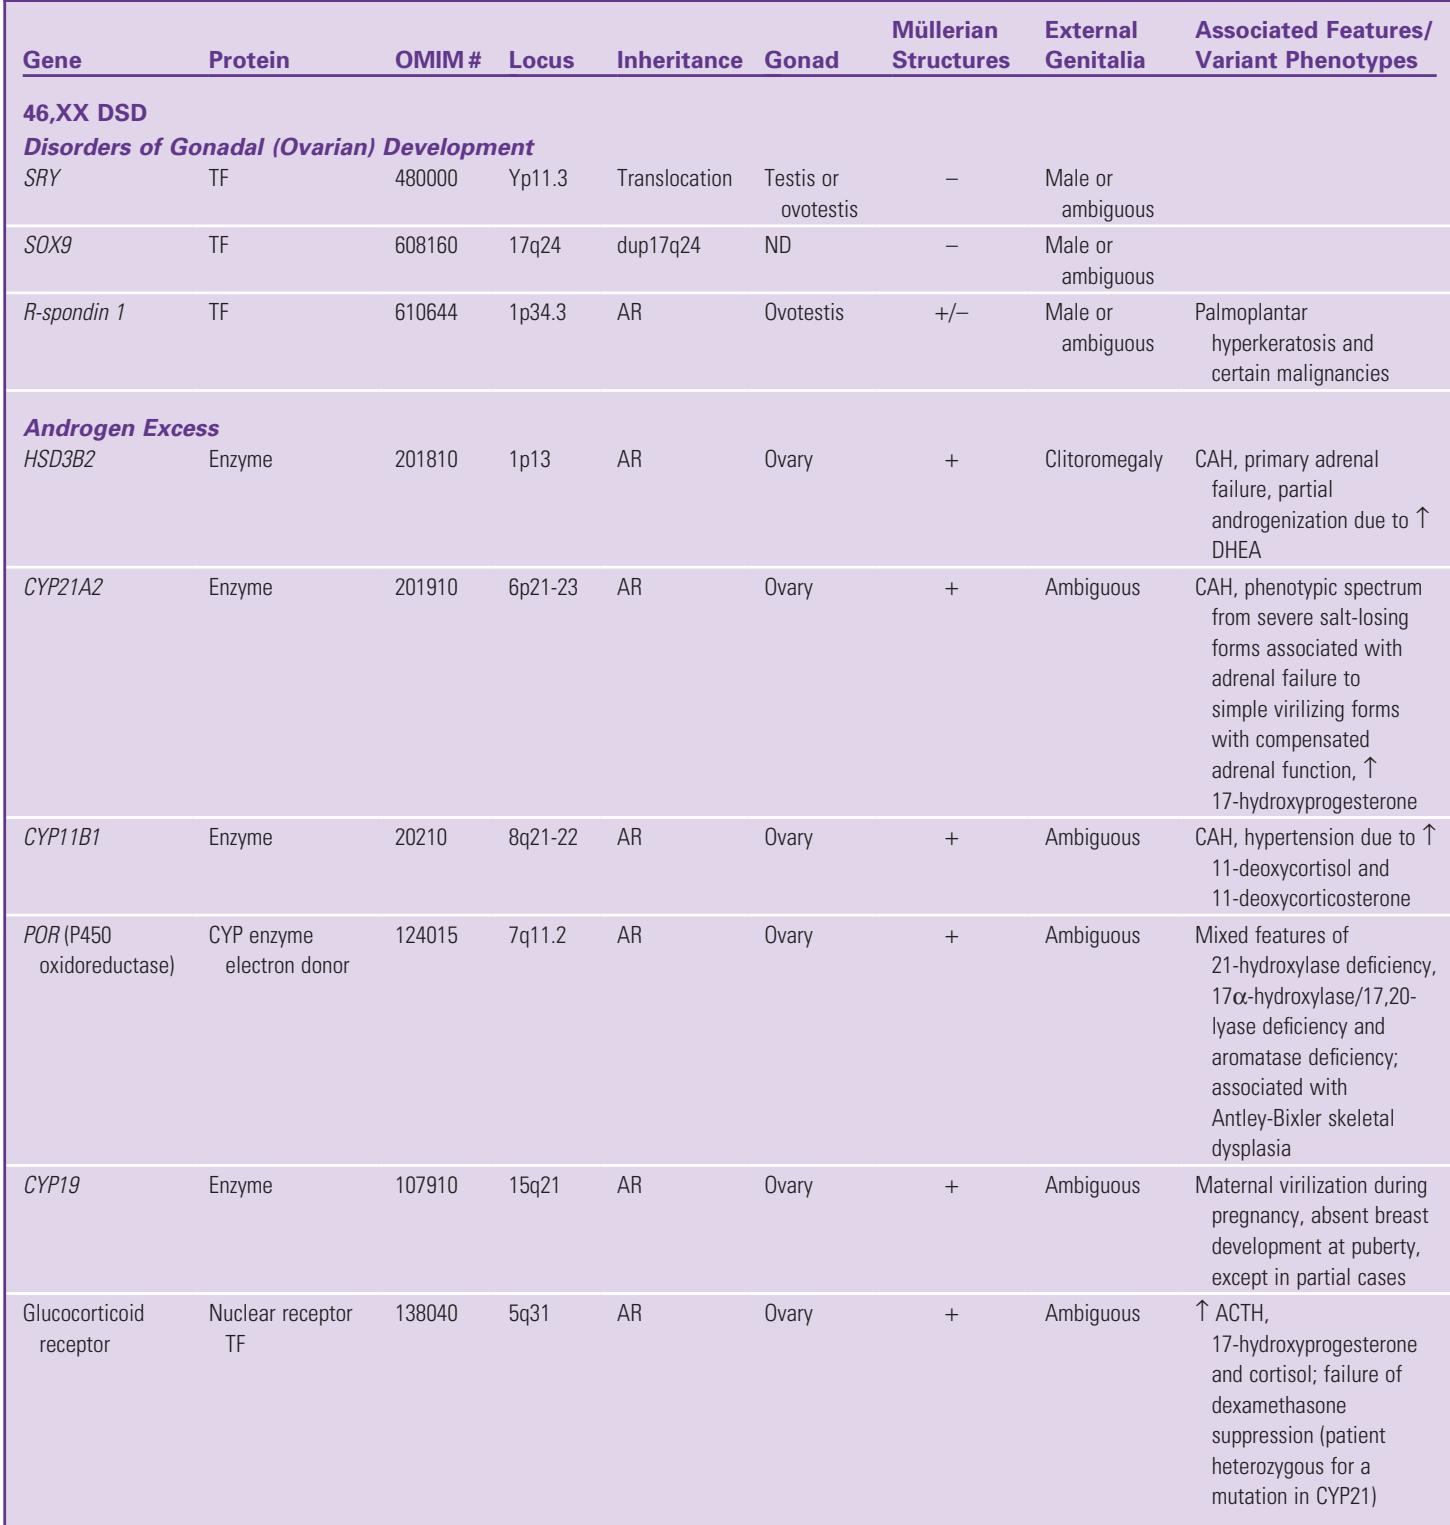 Gene Protein OMIM # Locus Inheritance Gonad Müllerian Structures External Genitalia Associated Features/ Variant Phenotypes
46,XX DSD
Disorders of Gonadal (Ovarian) Development
SRY TF 480000 Yp11.3 Translocation Testis or – Male or
ovotestis ambiguous
SOX9 TF 608160 17q24 dup17q24 ND – Male or
ambiguous
R-spondin 1 TF 610644 1p34.3 AR Ovotestis +/– Male or Palmoplantar
ambiguous hyperkeratosis and
certain malignancies
Androgen Excess
HSD3B2 Enzyme 201810 1p13 AR Ovary + Clitoromegaly CAH, primary adrenal
failure, partial
androgenization due to ↑
DHEA
CYP21A2 Enzyme 201910 6p21-23 AR Ovary + Ambiguous CAH, phenotypic spectrum
from severe salt-losing
forms associated with
adrenal failure to
simple virilizing forms
with compensated
adrenal function, ↑
17-hydroxyprogesterone
CYP11B1 Enzyme 20210 8q21-22 AR Ovary + Ambiguous CAH, hypertension due to ↑
11-deoxycortisol and
11-deoxycorticosterone
POR (P450 CYP enzyme 124015 7q11.2 AR Ovary + Ambiguous Mixed features of
oxidoreductase) electron donor 21-hydroxylase deficiency,
17α-hydroxylase/17,20-
lyase deficiency and
aromatase deficiency;
associated with
Antley-Bixler skeletal
dysplasia
CYP19 Enzyme 107910 15q21 AR Ovary + Ambiguous Maternal virilization during
pregnancy, absent breast
development at puberty,
except in partial cases
Glucocorticoid Nuclear receptor 138040 5q31 AR Ovary + Ambiguous ↑ ACTH,
receptor TF 17-hydroxyprogesterone
and cortisol; failure of
dexamethasone
suppression (patient
heterozygous for a
mutation in CYP21)